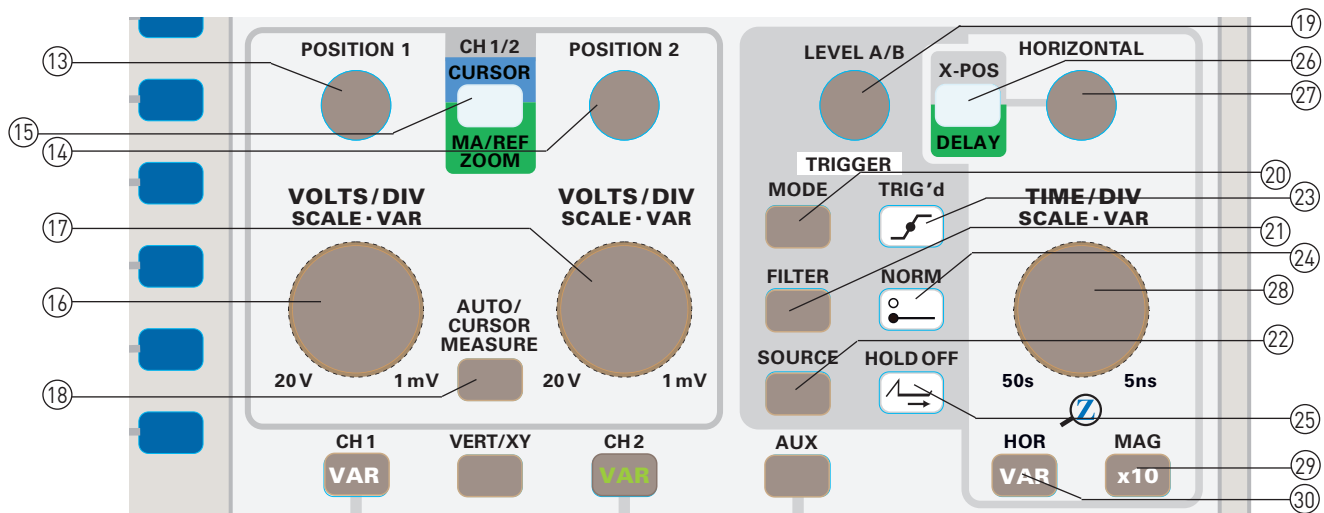 POSITION 1
CH 1/2
POSITION 2
CURSOR
MA/REF
ZOOM
LEVEL A/B
HORIZONTAL
X-POS
DELAY
TRIGGER
MODE
TRIG'd
FILTER
NORM
SOURCE
HOLD OFF
VOLTS/DIV
SCALE · VAR
VOLTS/DIV
SCALE · VAR
TIME/DIV
SCALE · VAR
AUTO/
CURSOR
MEASURE
20 V
1 mV
20 V
1 mV
50s
5ns
Z
CH 1
VERT/XY
CH 2
AUX
HOR
MAG
VAR
VAR
VAR
x10
13
15
14
17
16
18
19
26
27
20
23
21
24
28
22
25
29
30